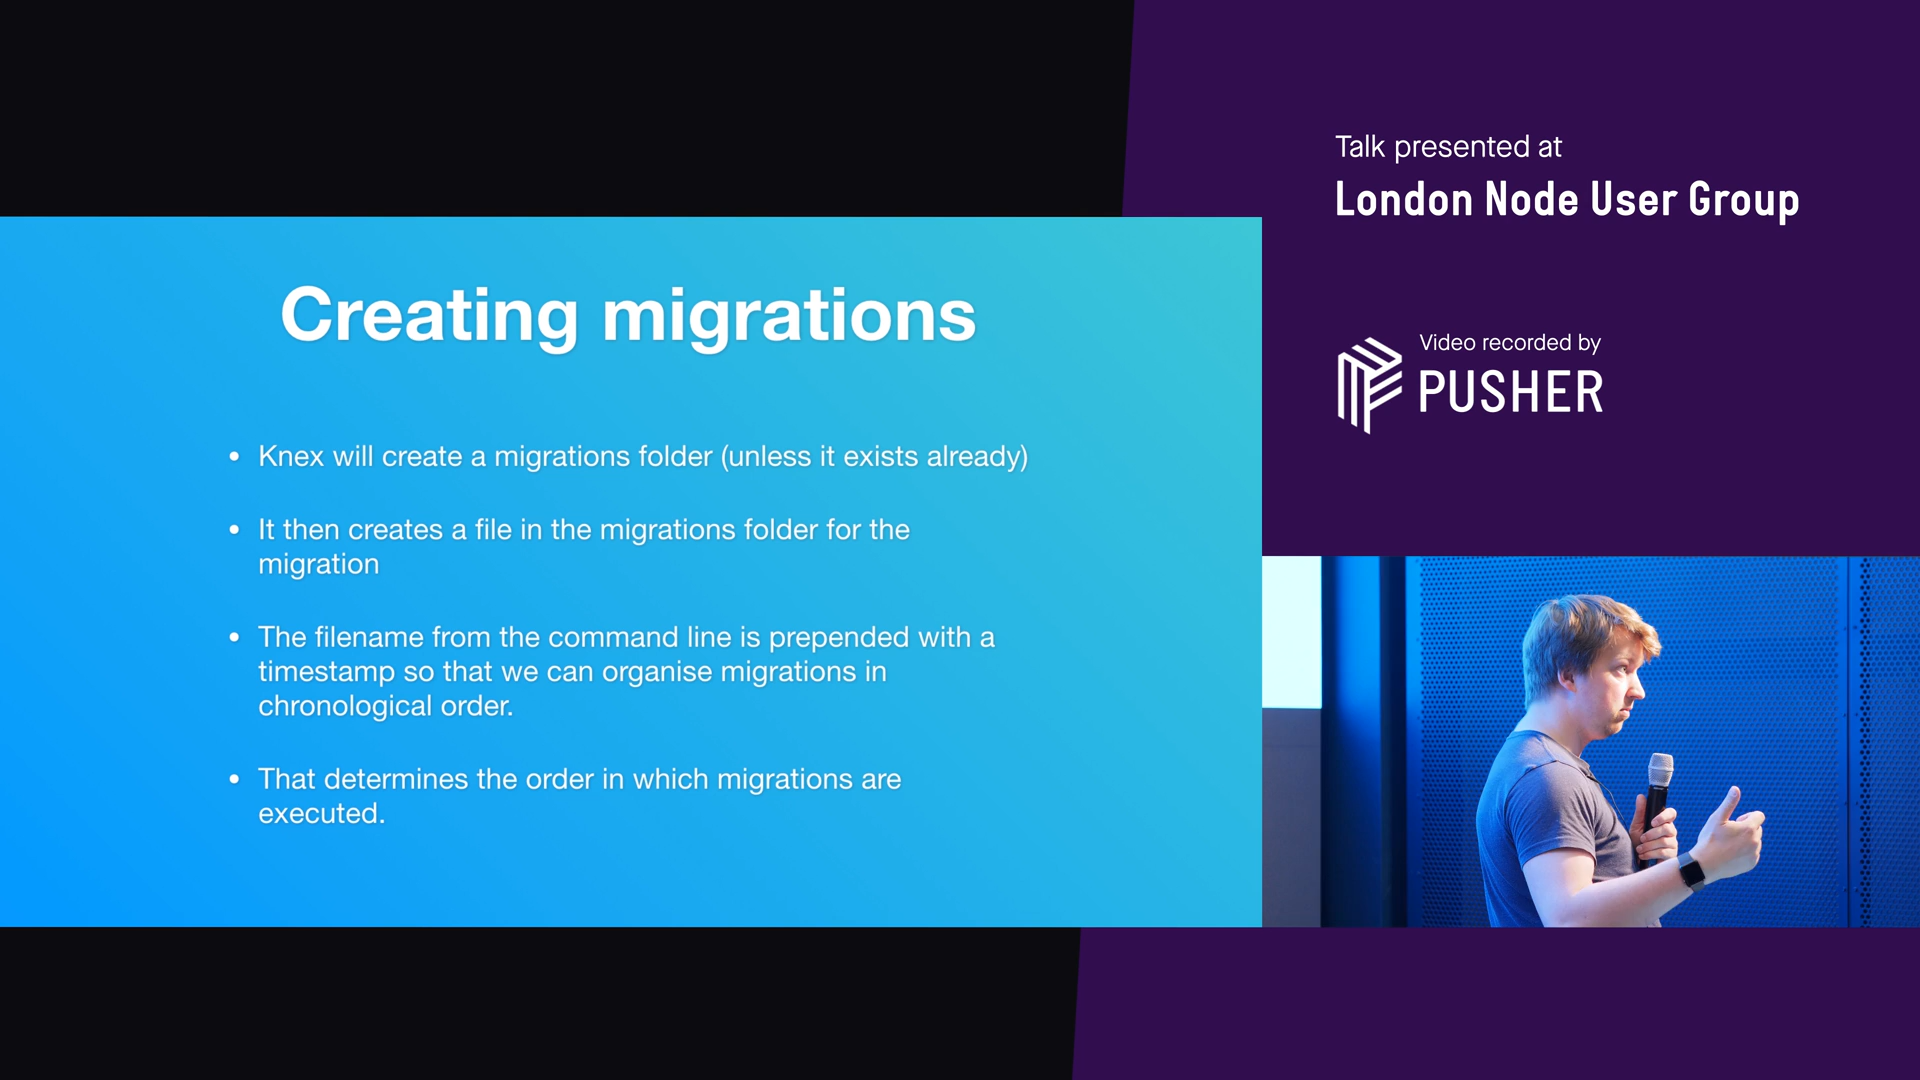 Creating migrations
• Knex will create a migrations folder (unless it exists already)
• It then creates a file in the migrations folder for the
migration
• The filename from the command line is prepended with a
timestamp so that we can organise migrations in
chronological order.
• That determines the order in which migrations are
executed.
Talk presented at
London Node User Group
Video recorded by
PUSHER